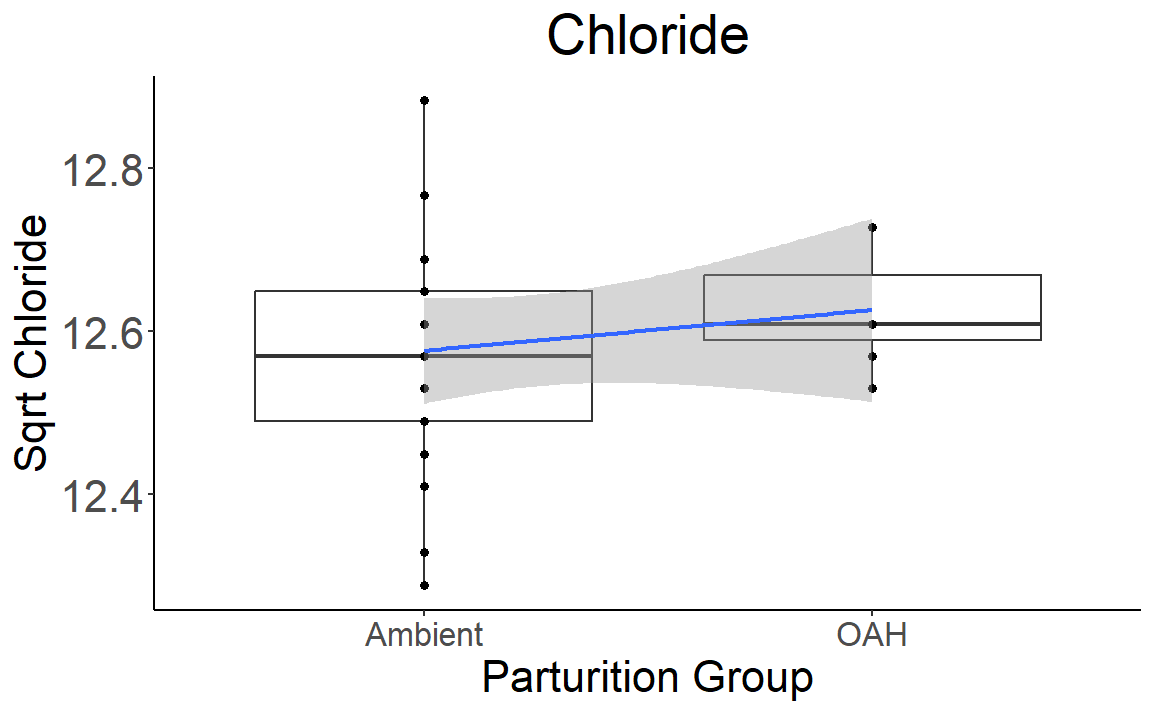 Chloride
Sqrt Chloride
12.8
12.6
12.4
Ambient
OAH
Parturition Group